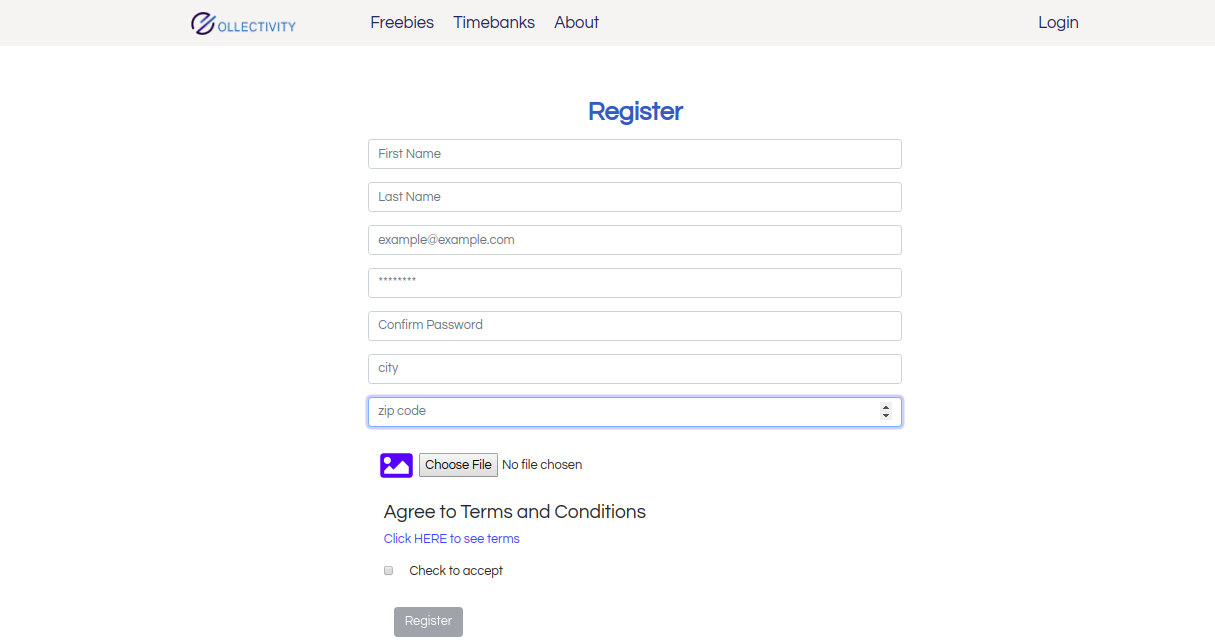 OLLECTIVITY Freebies Timebanks About Login
Register
First Name
Last Name
example@example.com
********
Confirm Password
city
zip code
Choose File No file chosen
Agree to Terms and Conditions
Click HERE to see terms
Check to accept
Register